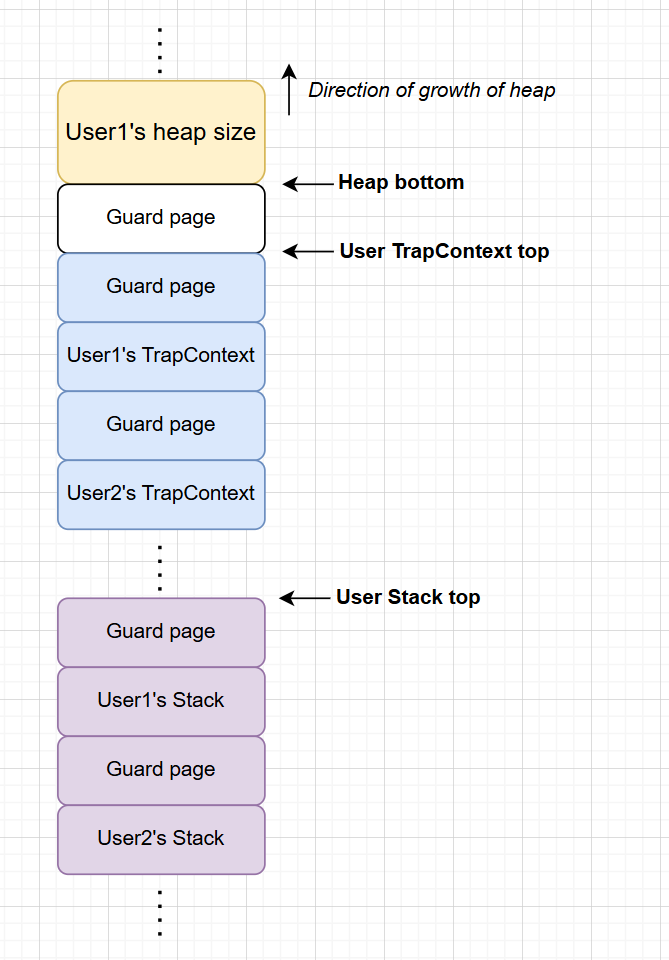 Direction of growth of heap
User1's heap size
Heap bottom
Guard page
User TrapContext top
Guard page
User1's TrapContext
Guard page
User2's TrapContext
User Stack top
Guard page
User1's Stack
Guard page
User2's Stack